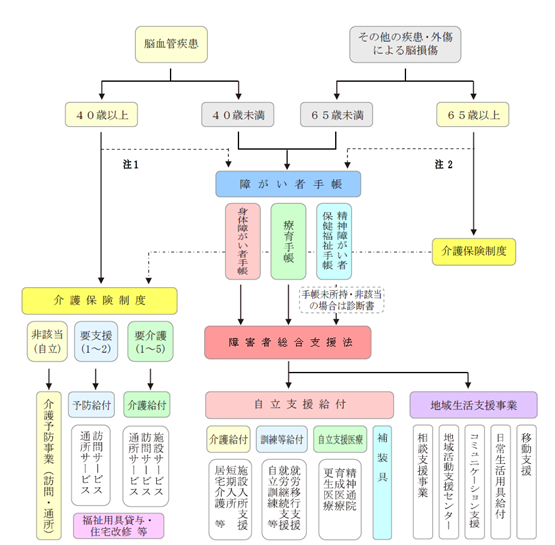 脳血管疾患
その他の疾患・外傷
による脳損傷
40歳以上
40歳未満
65歳未満
65歳以上
注1
注2
障がい者手帳
身体障がい者手帳
療育手帳
精神障がい者
保健福祉手帳
介護保険制度
手帳未所持・非該当
の場合は診断書
介護保険制度
非該当
(自立)
要支援
(1～2)
要介護
(1～5)
障害者総合支援法
介護予防事業(訪問・通所)
予防給付
訪問サービス
通所サービス
介護給付
施設サービス
訪問サービス
通所サービス
福祉用具貸与・
住宅改修 等
自立支援給付
介護給付
施設入所支援
短期入所
居宅介護 等
訓練等給付
就労移行支援
就労継続支援
自立訓練 等
自立支援医療
精神通院
育成医療
更生医療
補装具
地域生活支援事業
相談支援事業
地域活動支援センター
コミュニケーション支援
日常生活用具給付
移動支援